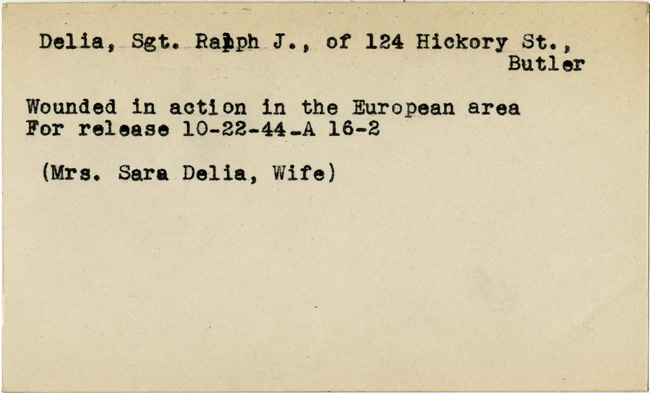 Delia, Sgt. Ralph J., of 124 Hickory St.,
Butler
Wounded in action in the European area
For release 10-22-44-A 16-2
(Mrs. Sara Delia, Wife)